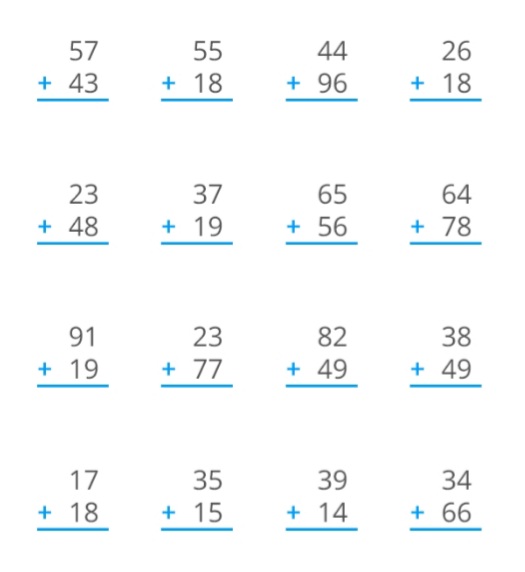 57 55 44 26
+ 43 + 18 + 96 + 18
23 37 65 64
+ 48 + 19 + 56 + 78
91 23 82 38
+ 19 + 77 + 49 + 49
17 35 39 34
+ 18 + 15 + 14 + 66